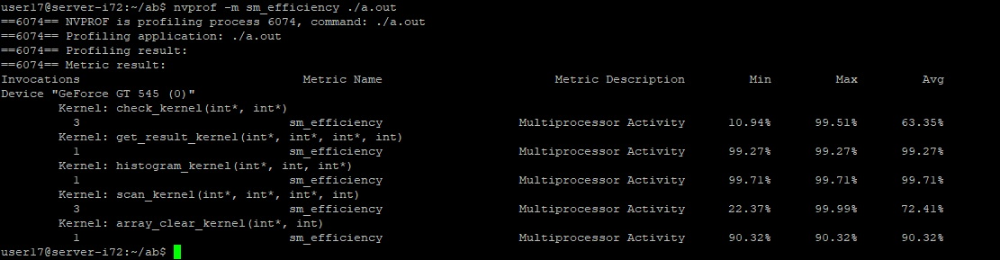 user17@server-i72:~/ab$ nvprof -m sm_efficiency ./a.out
==6074== NVPROF is profiling process 6074, command: ./a.out
==6074== Profiling application: ./a.out
==6074== Profiling result:
==6074== Metric result:
Invocations Metric Name Metric Description Min Max Avg
Device "GeForce GT 545 (0)"
Kernel: check_kernel(int*, int*)
3 sm_efficiency Multiprocessor Activity 10.94% 99.51% 63.35%
Kernel: get_result_kernel(int*, int*, int*, int)
1 sm_efficiency Multiprocessor Activity 99.27% 99.27% 99.27%
Kernel: histogram_kernel(int*, int, int*)
1 sm_efficiency Multiprocessor Activity 99.71% 99.71% 99.71%
Kernel: scan_kernel(int*, int*, int*, int)
3 sm_efficiency Multiprocessor Activity 22.37% 99.99% 72.41%
Kernel: array_clear_kernel(int*, int)
1 sm_efficiency Multiprocessor Activity 90.32% 90.32% 90.32%
user17@server-i72:~/ab$